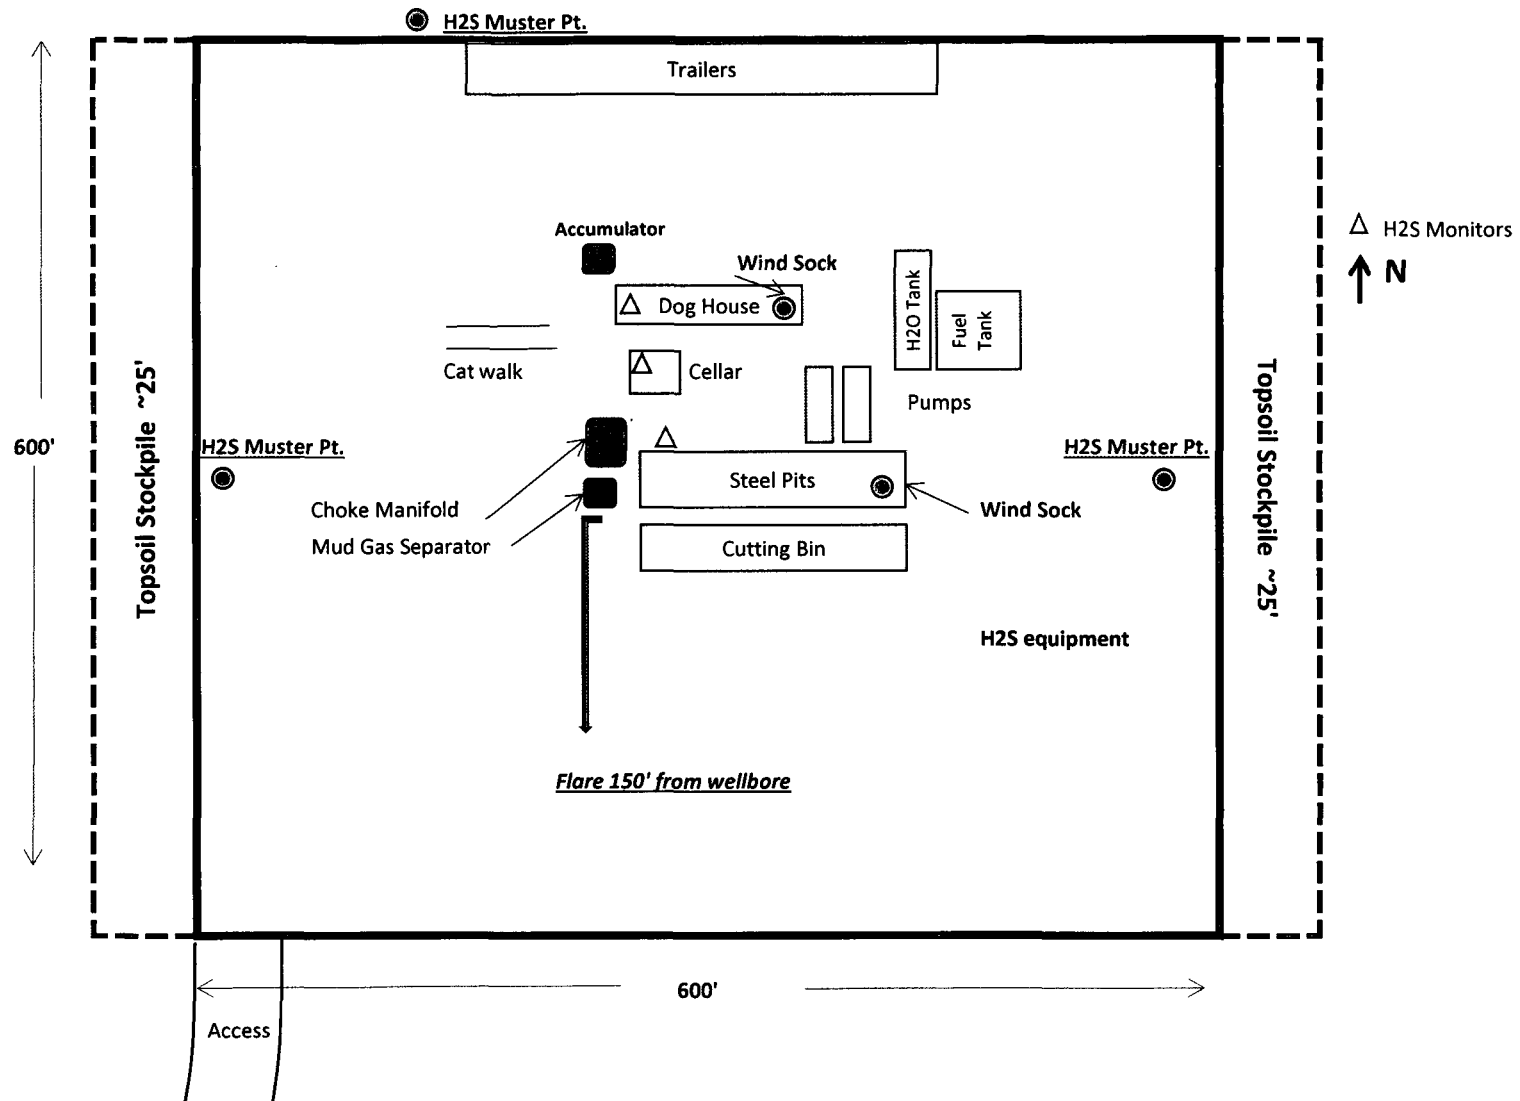 H2S Muster Pt.
Trailers
Accumulator
Wind Sock
H2S Monitors
N
Dog House
H2O Tank
Fuel
Tank
Cat walk
Cellar
Pumps
Topsoil Stockpile ~25'
Topsoil Stockpile ~25'
600'
H2S Muster Pt.
H2S Muster Pt.
Steel Pits
Choke Manifold
Wind Sock
Mud Gas Separator
Cutting Bin
H2S equipment
Flare 150' from wellbore
600'
Access